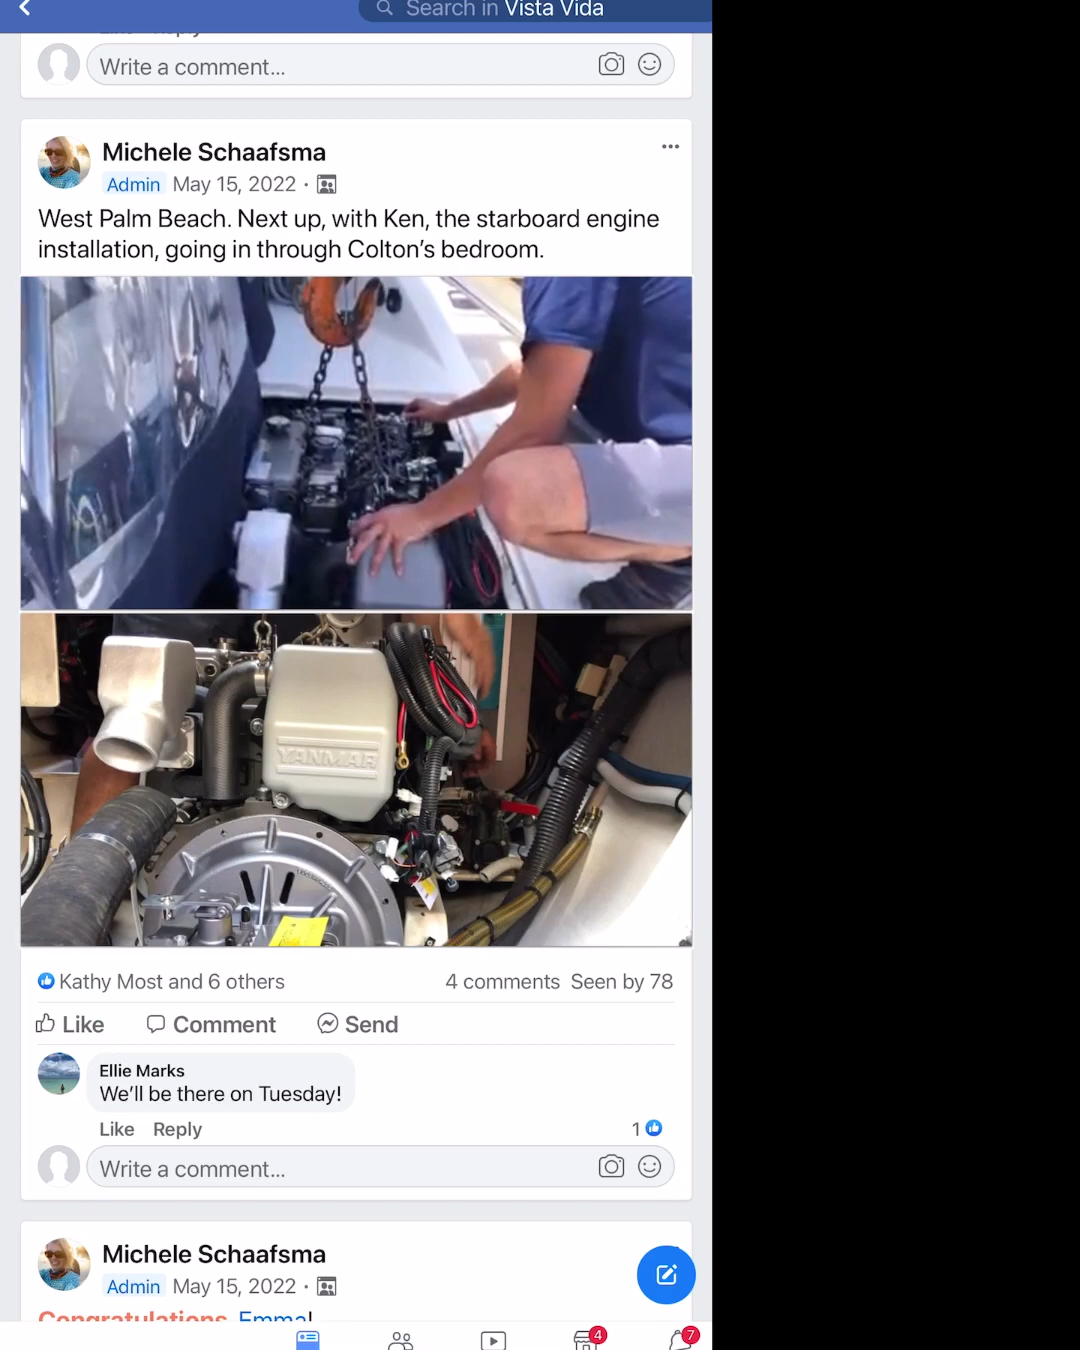 Search in Vista Vida
Write a comment...
Michele Schaafsma
Admin May 15, 2022 ·
West Palm Beach. Next up, with Ken, the starboard engine
installation, going in through Colton's bedroom.
YANMAR
Kathy Most and 6 others 4 comments Seen by 78
Like Comment Send
Ellie Marks
We'll be there on Tuesday!
Like Reply 1
Write a comment...
Michele Schaafsma
Admin May 15, 2022 ·
Congratulations Emma!
4 7